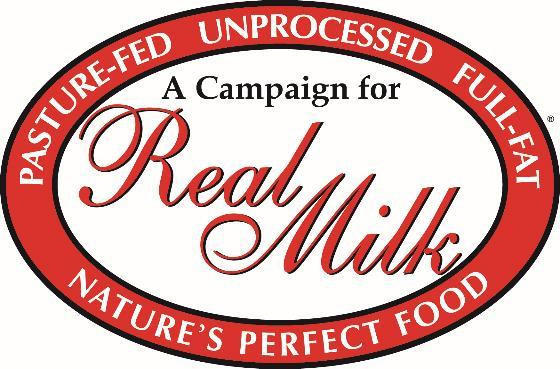 PASTURE-FED UNPROCESSED FULL-FAT
A Campaign for
Real
Milk
®
NATURE'S PERFECT FOOD